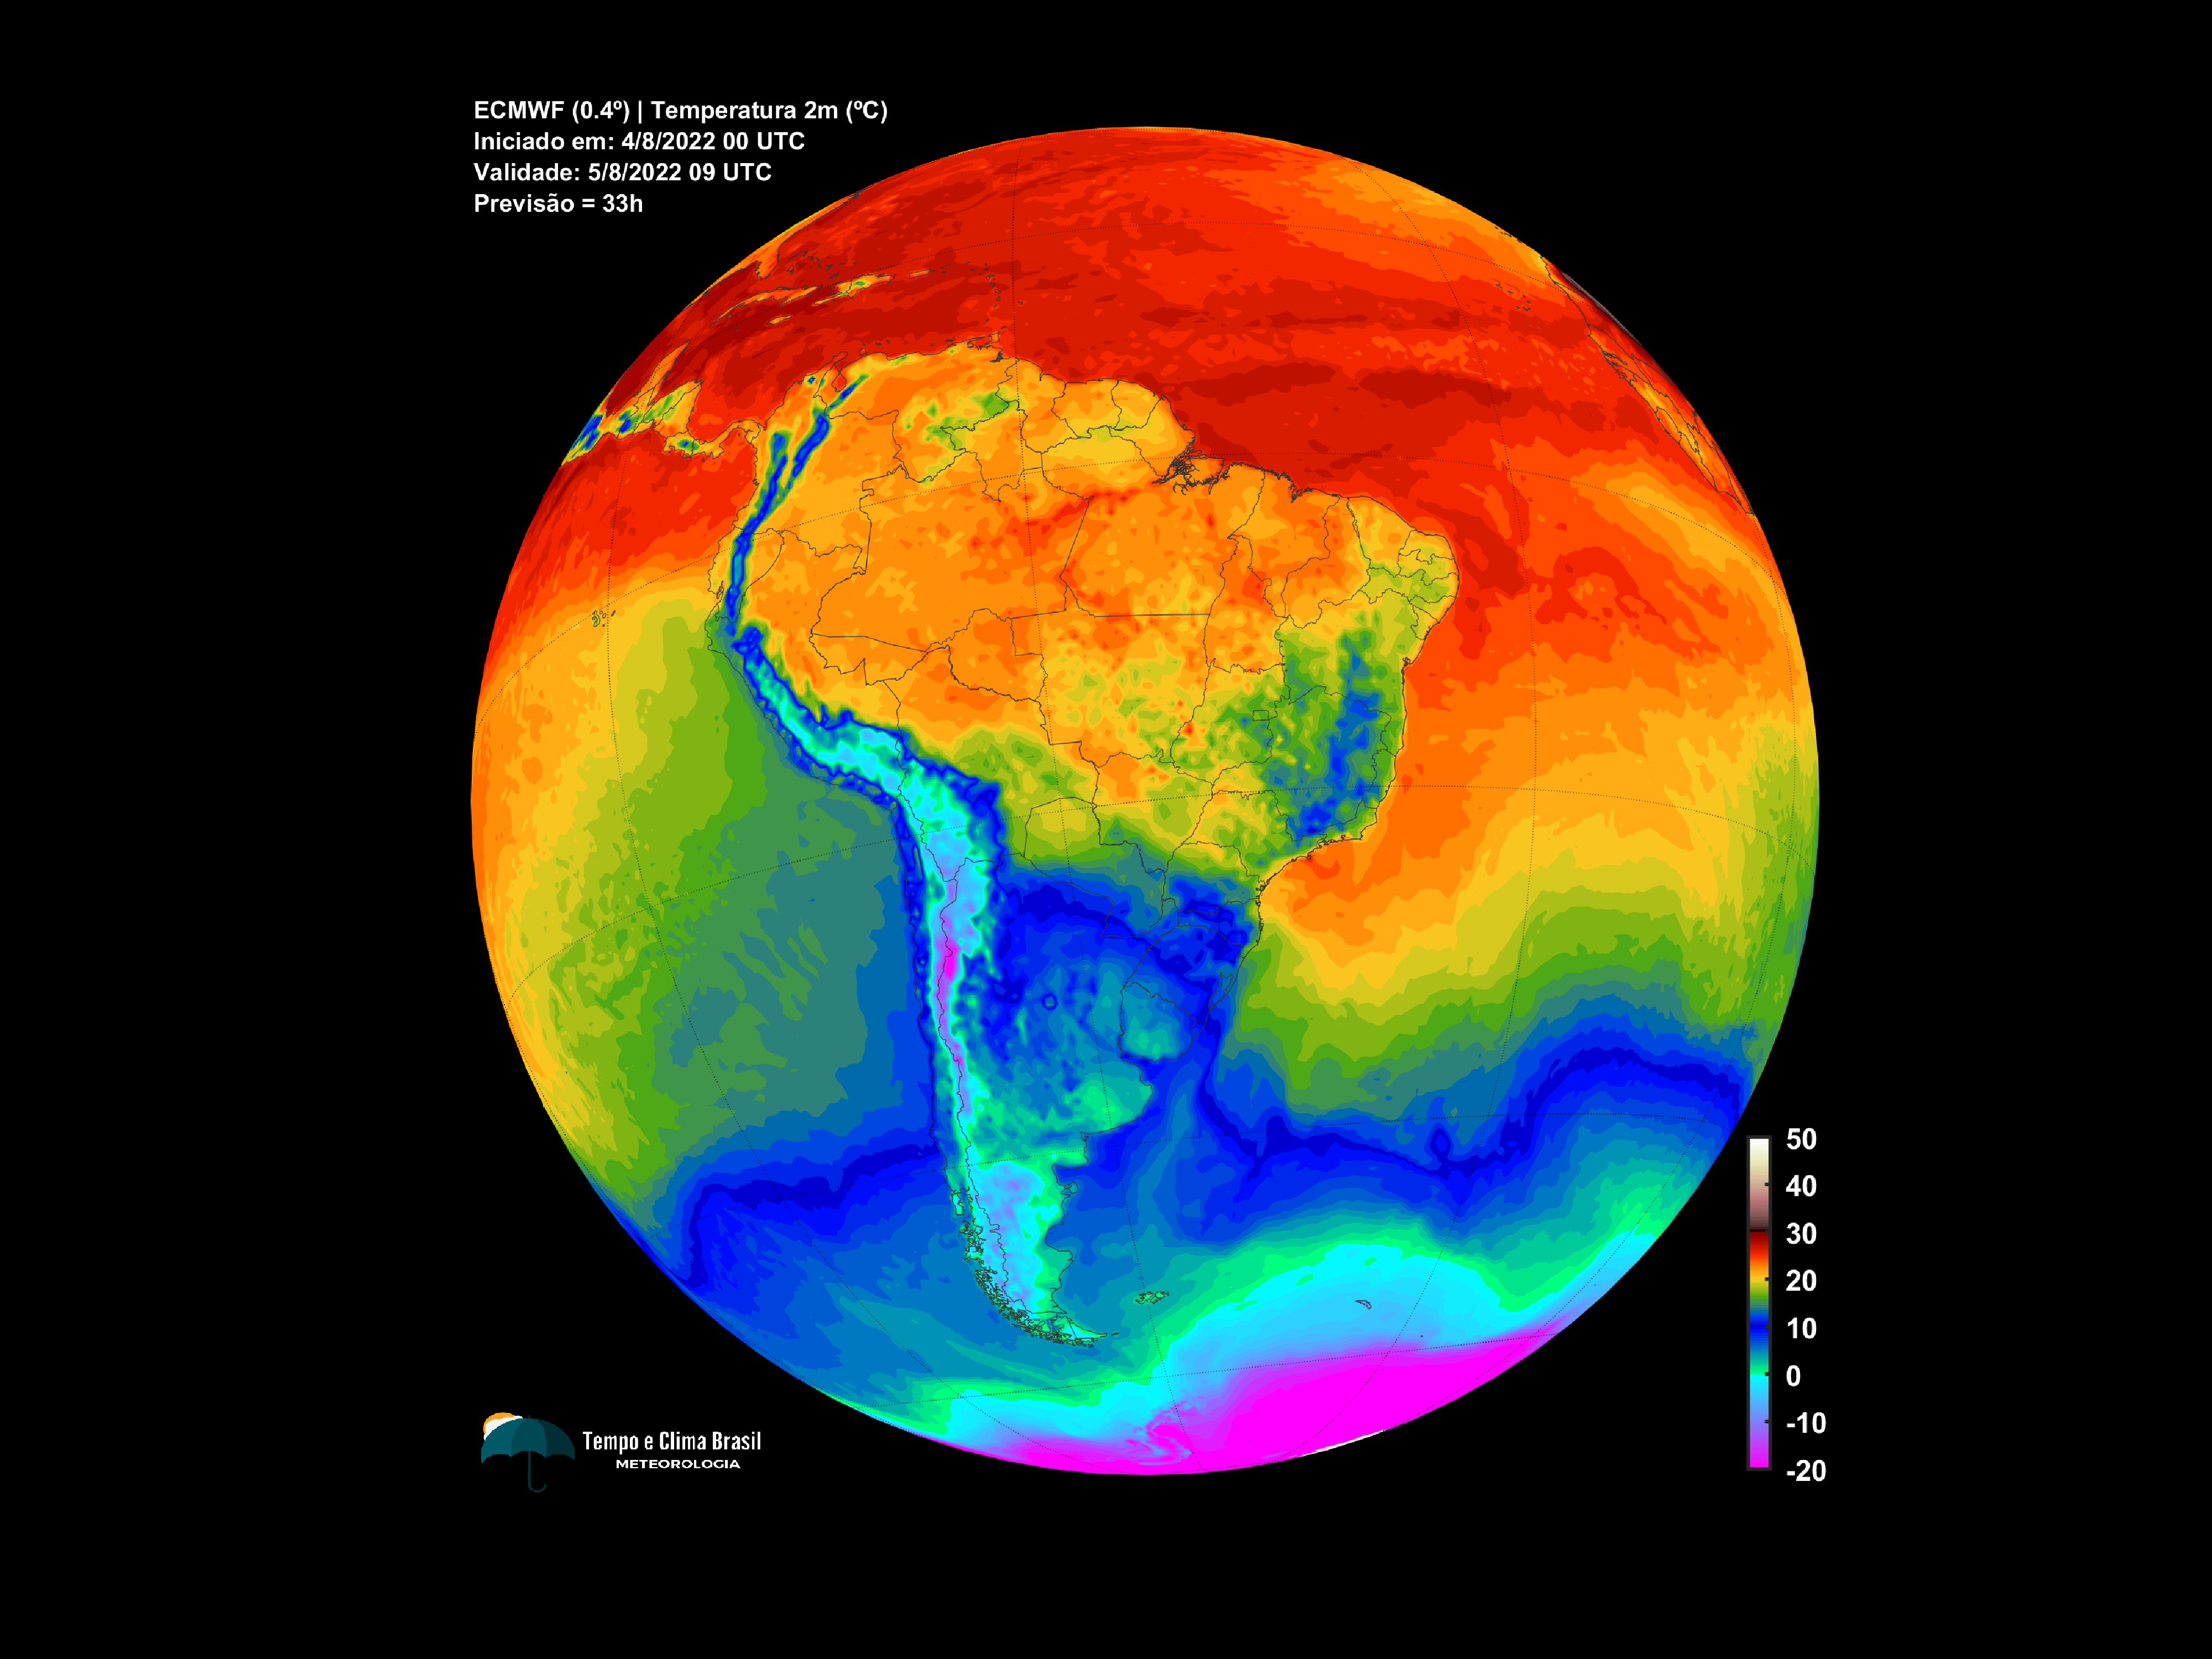 ECMWF (0.4º) | Temperatura 2m (ºC)
Iniciado em: 4/8/2022 00 UTC
Validade: 5/8/2022 09 UTC
Previsão = 33h
50
40
30
20
10
0
-10
-20
Tempo e Clima Brasil
METEOROLOGIA